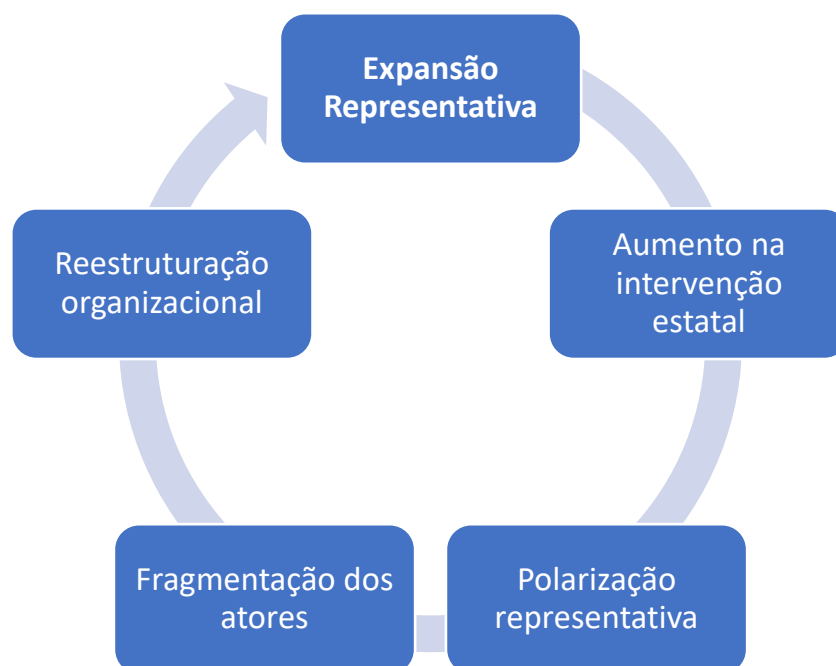 Expansão
Representativa
Aumento na
intervenção
estatal
Polarização
representativa
Fragmentação dos
atores
Reestruturação
organizacional